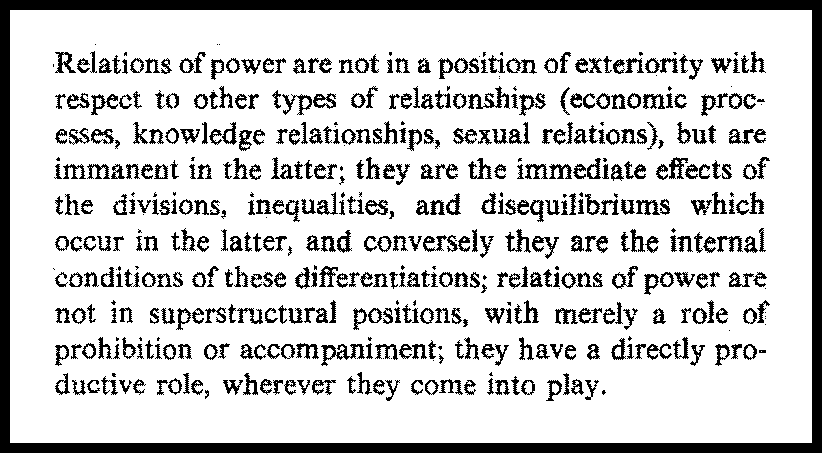 Relations of power are not in a position of exteriority with
respect to other types of relationships (economic proc-
esses, knowledge relationships, sexual relations), but are
immanent in the latter; they are the immediate effects of
the divisions, inequalities, and disequilibriums which
occur in the latter, and conversely they are the internal
conditions of these differentiations; relations of power are
not in superstructural positions, with merely a role of
prohibition or accompaniment; they have a directly pro-
ductive role, wherever they come into play.